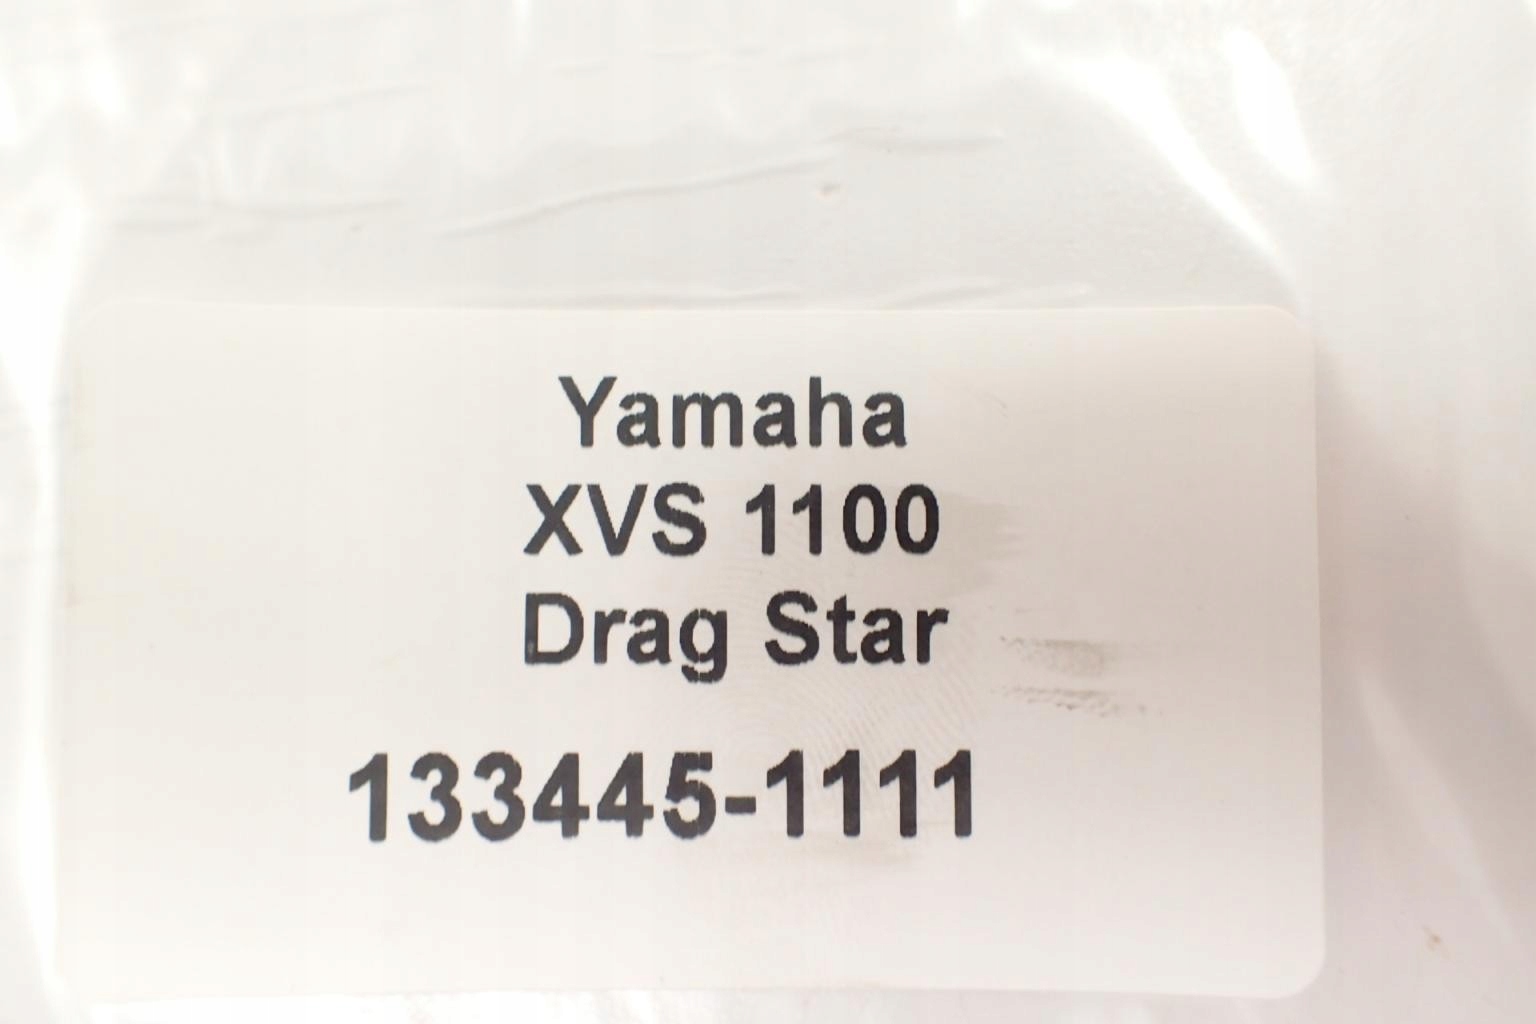 Yamaha
XVS 1100
Drag Star
133445-1111